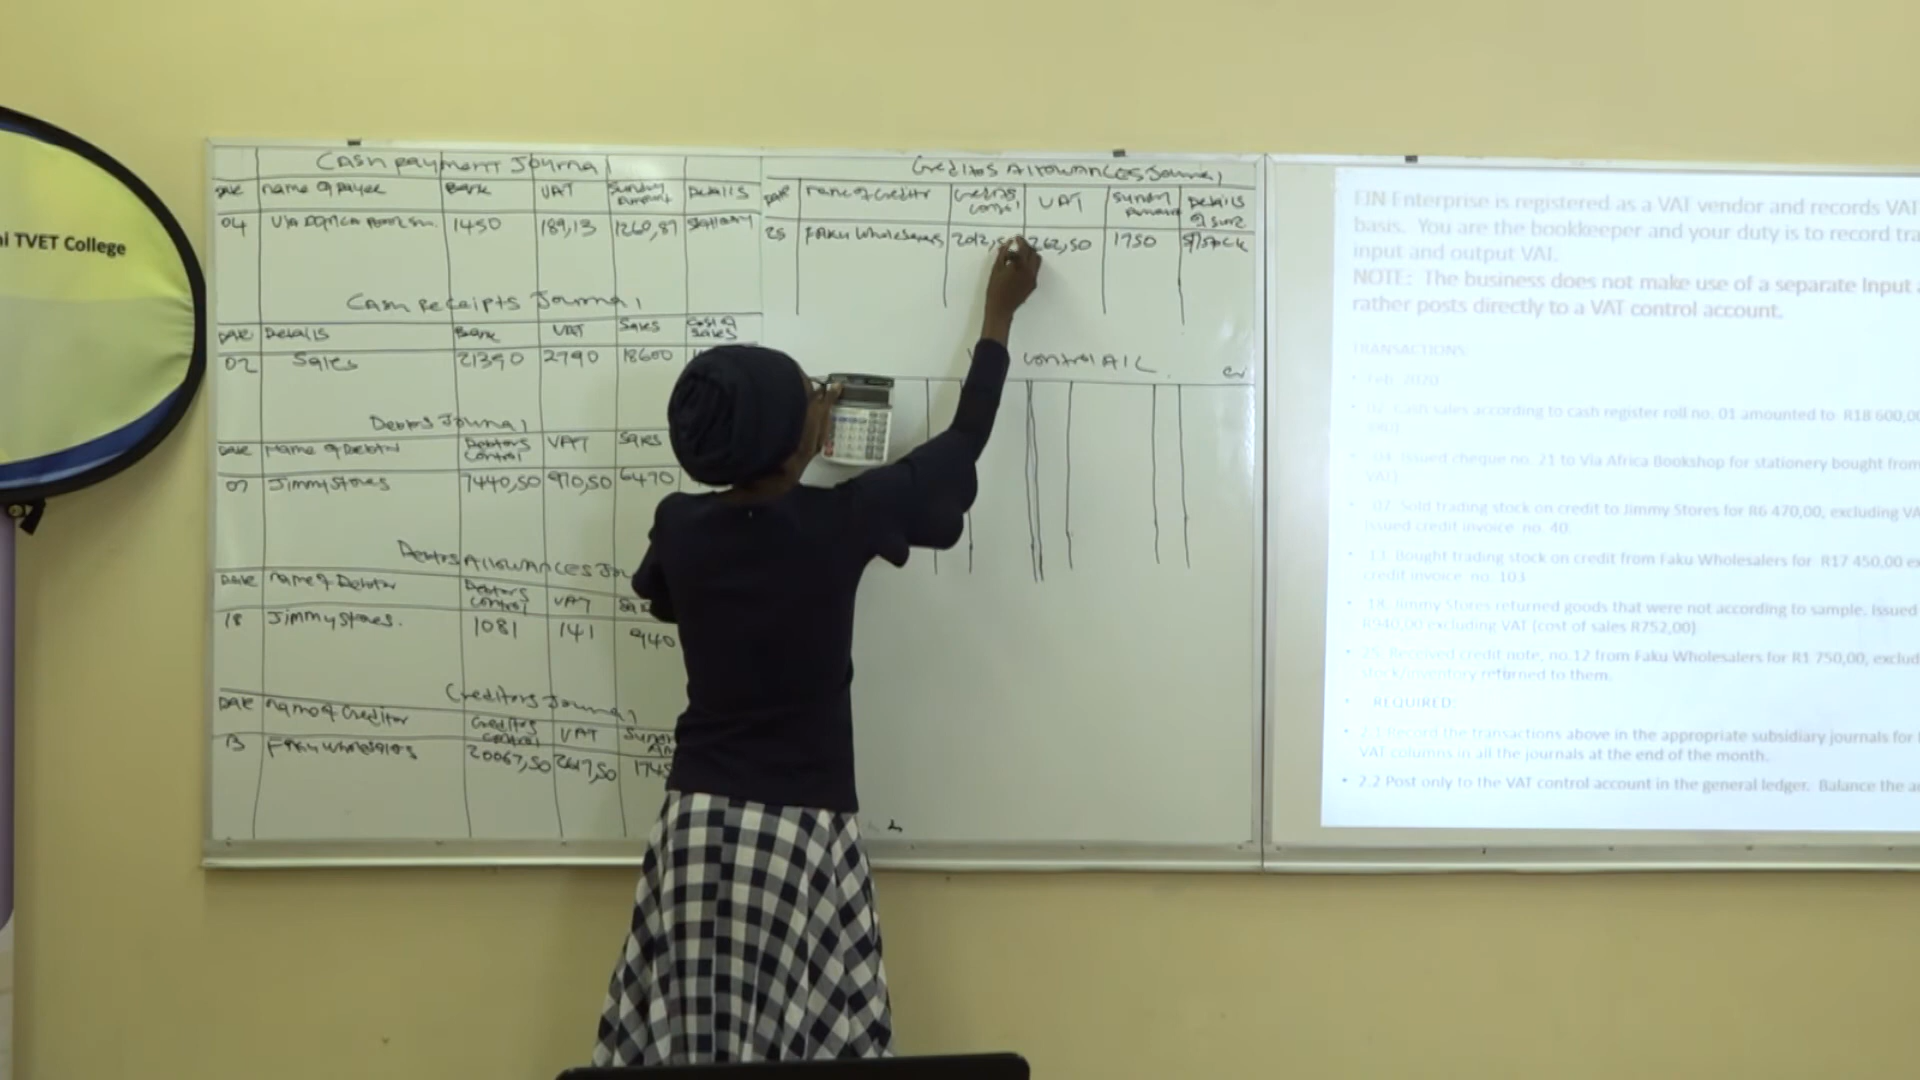 TVET College
Cash payment Journal
Date name of payee Bank VAT Sundry amount Details
04 Via Africa 1450 189,13 1260,87
Cash receipts Journal
Date Details Bank VAT Sales Cost of Sales
02 Sales 21390 2790 18600
Debtors Journal
Date Name of Debtor Debtors Control VAT Sales
07 Jimmy Stores 7440,50 970,50 6470
Debtors Allowances
Date name of Debtor Debtors control VAT
18 Jimmy Stores. 1081 141 940
Creditors Journal
Date name of Creditor Creditors control VAT
13 Faku wholesalers 20067,50 2617,50
Creditors Allowances Journal
Date name of Creditor Creditors control VAT Sundry Amount Details
25 Faku Wholesalers 262,50 1750 stock
control A/C
Cr
EJN Enterprise is registered as a VAT vendor and records VAT
basis. You are the bookkeeper and your duty is to record
input and output VAT.
NOTE: The business does not make use of a separate Input
rather posts directly to a VAT control account.
TRANSACTIONS
Feb. 2020
02. Cash sales according to cash register roll no. 01 amounted to R18 600,00
04. Issued cheque no. 21 to Via Africa Bookshop for stationery bought from
VAT)
07. Sold trading stock on credit to Jimmy Stores for R6 470,00, excluding
Issued credit invoice no. 40.
13. Bought trading stock on credit from Faku Wholesalers for R17 450,00
credit invoice no. 103
18. Jimmy Stores returned goods that were not according to sample. Issued
R940,00 excluding VAT (cost of sales R752,00)
25. Received credit note, no.12 from Faku Wholesalers for R1 750,00,
stock/inventory returned to them.
• REQUIRED
• 2.1 Record the transactions above in the appropriate subsidiary journals for
VAT columns in all the journals at the end of the month.
• 2.2 Post only to the VAT control account in the general ledger. Balance the